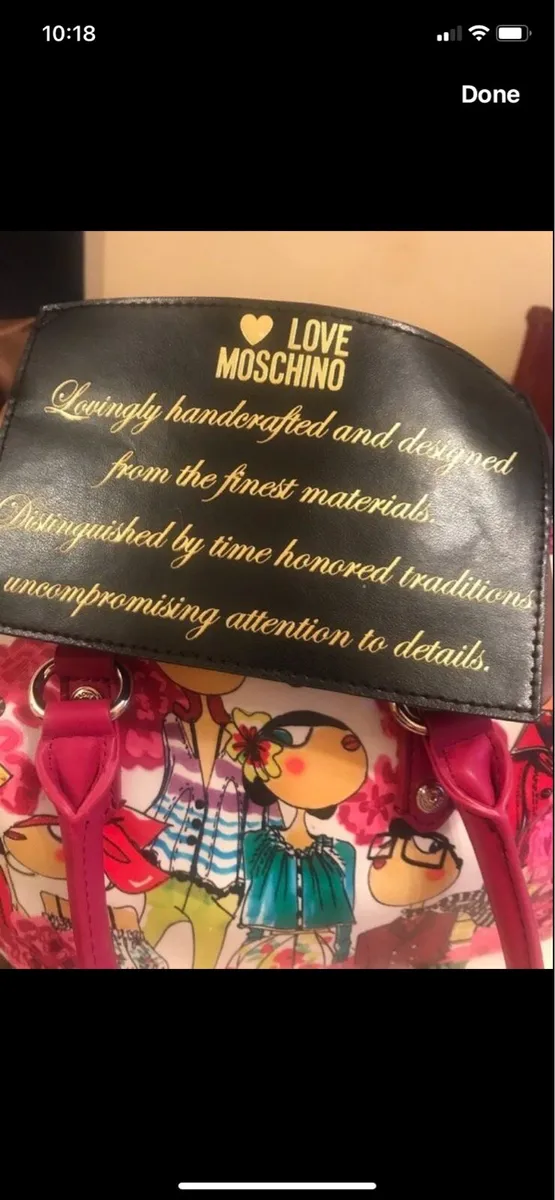 10:18
Done
LOVE
MOSCHINO
Lovingly handcrafted and designed
from the finest materials.
Distinguished by time honored traditions
uncompromising attention to details.